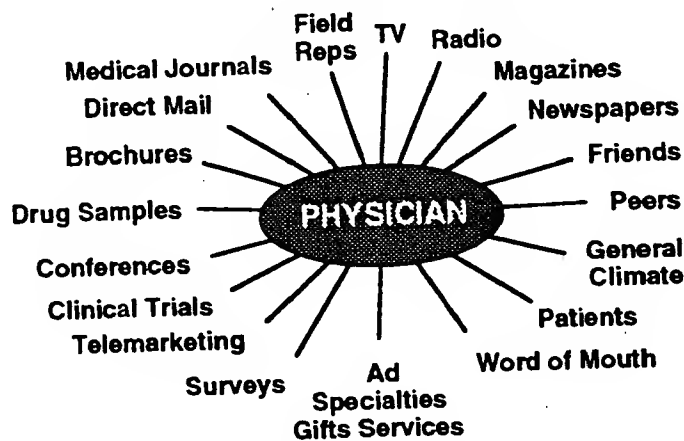 Field
Reps
TV
Radio
Medical Journals
Magazines
Direct Mail
Newspapers
Brochures
Friends
Drug Samples
PHYSICIAN
Peers
Conferences
General
Climate
Clinical Trials
Patients
Telemarketing
Word of Mouth
Surveys
Ad
Specialties
Gifts Services